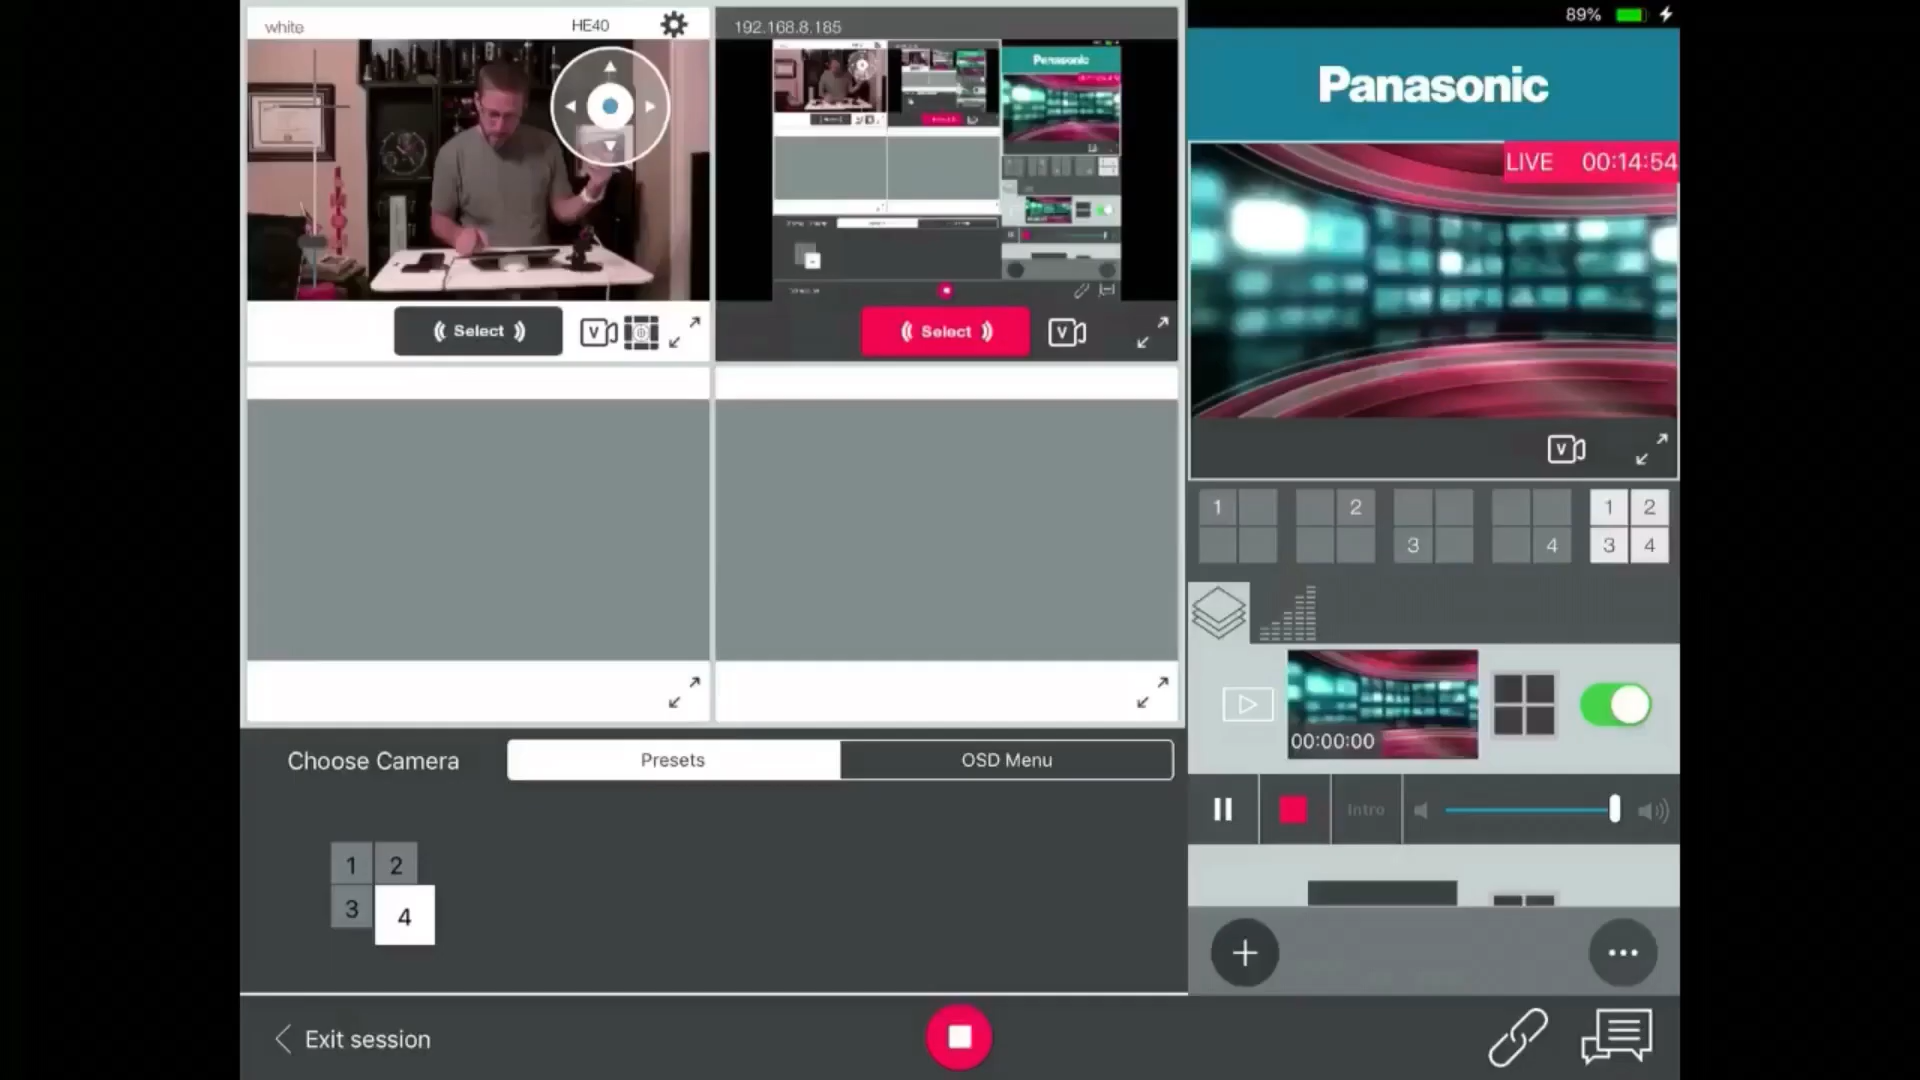 white HE40
192.168.8.185
89%
Panasonic
LIVE 00:14:54
Panasonic
Select
V
Select
V
V
1
2
3
4
1 2
3 4
00:00:00
Choose Camera
Presets
OSD Menu
Intro
1 2
3 4
Exit session